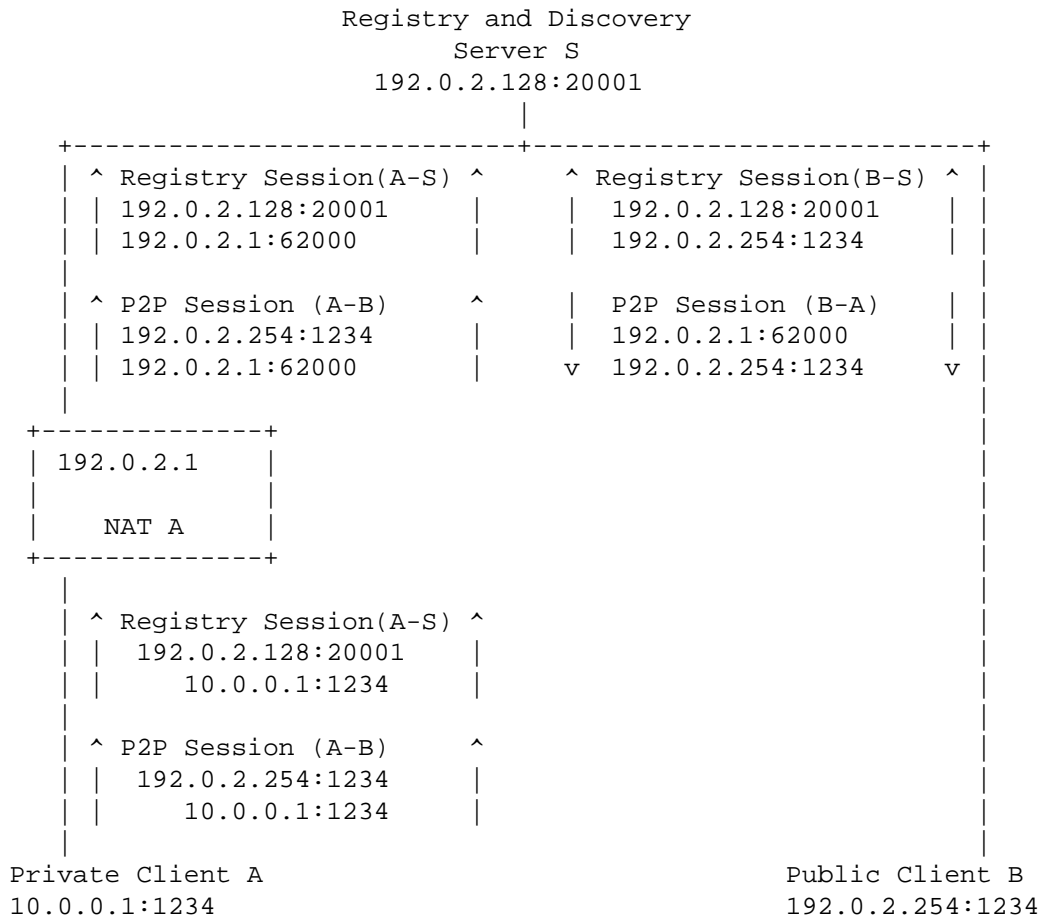 Registry and Discovery
Server S
192.0.2.128:20001
|
+----------------------------+----------------------------+
| ^ Registry Session(A-S) ^     ^ Registry Session(B-S) ^ |
| | 192.0.2.128:20001     |     |  192.0.2.128:20001    | |
| | 192.0.2.1:62000       |     |  192.0.2.254:1234     | |
|                                                         |
| ^ P2P Session (A-B)     ^     |  P2P Session (B-A)    | |
| | 192.0.2.254:1234      |     |  192.0.2.1:62000      | |
| | 192.0.2.1:62000       |     v  192.0.2.254:1234     v |
|                                                         |
+--------------+                                          |
| 192.0.2.1    |                                          |
|              |                                          |
|    NAT A     |                                          |
+--------------+                                          |
|                                                         |
| ^ Registry Session(A-S) ^                               |
| |  192.0.2.128:20001    |                               |
| |     10.0.0.1:1234     |                               |
|                                                         |
| ^ P2P Session (A-B)     ^                               |
| |  192.0.2.254:1234     |                               |
| |     10.0.0.1:1234     |                               |
|                                                         |
Private Client A                                 Public Client B
10.0.0.1:1234                                    192.0.2.254:1234